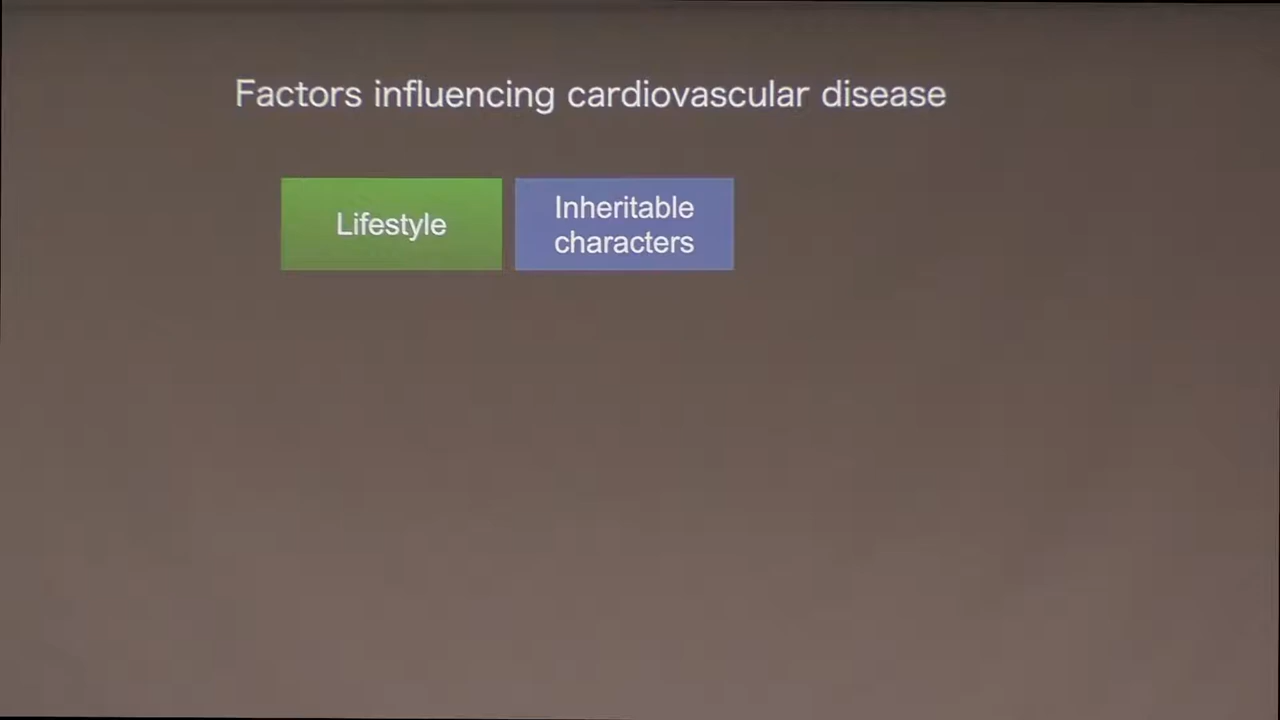 Factors influencing cardiovascular disease
Lifestyle
Inheritable
characters